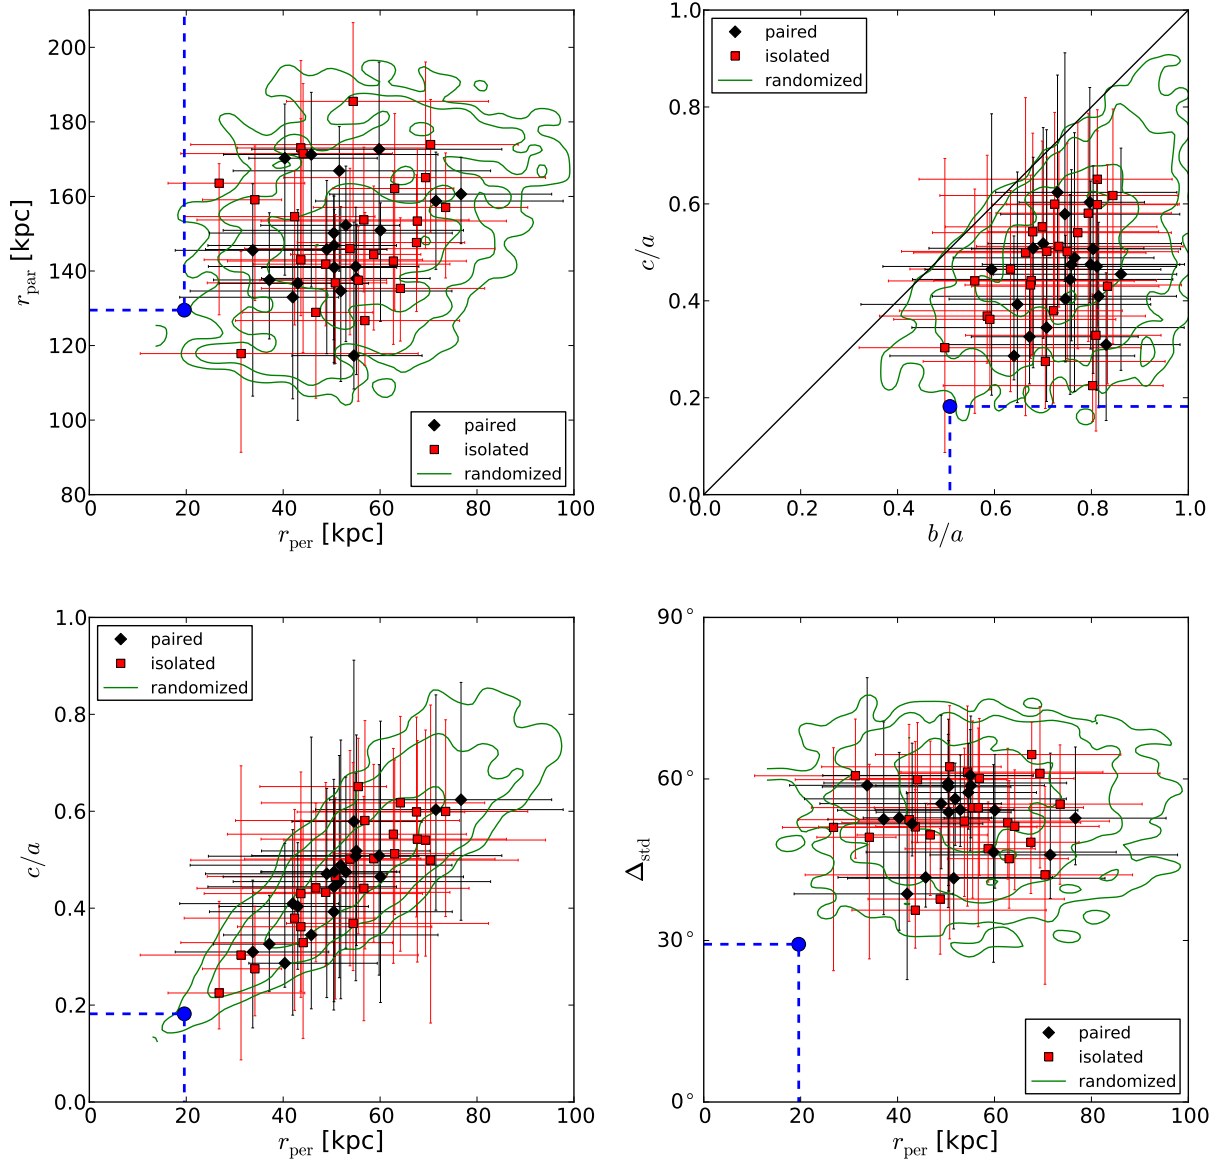 200
180
160
140
120
100
80
r_par [kpc]
paired
isolated
randomized
0 20 40 60 80 100
r_per [kpc]
1.0
0.8
0.6
0.4
0.2
0.0
c/a
paired
isolated
randomized
0.0 0.2 0.4 0.6 0.8 1.0
b/a
1.0
0.8
0.6
0.4
0.2
0.0
c/a
paired
isolated
randomized
0 20 40 60 80 100
r_per [kpc]
90°
60°
30°
0°
Δ_std
paired
isolated
randomized
0 20 40 60 80 100
r_per [kpc]